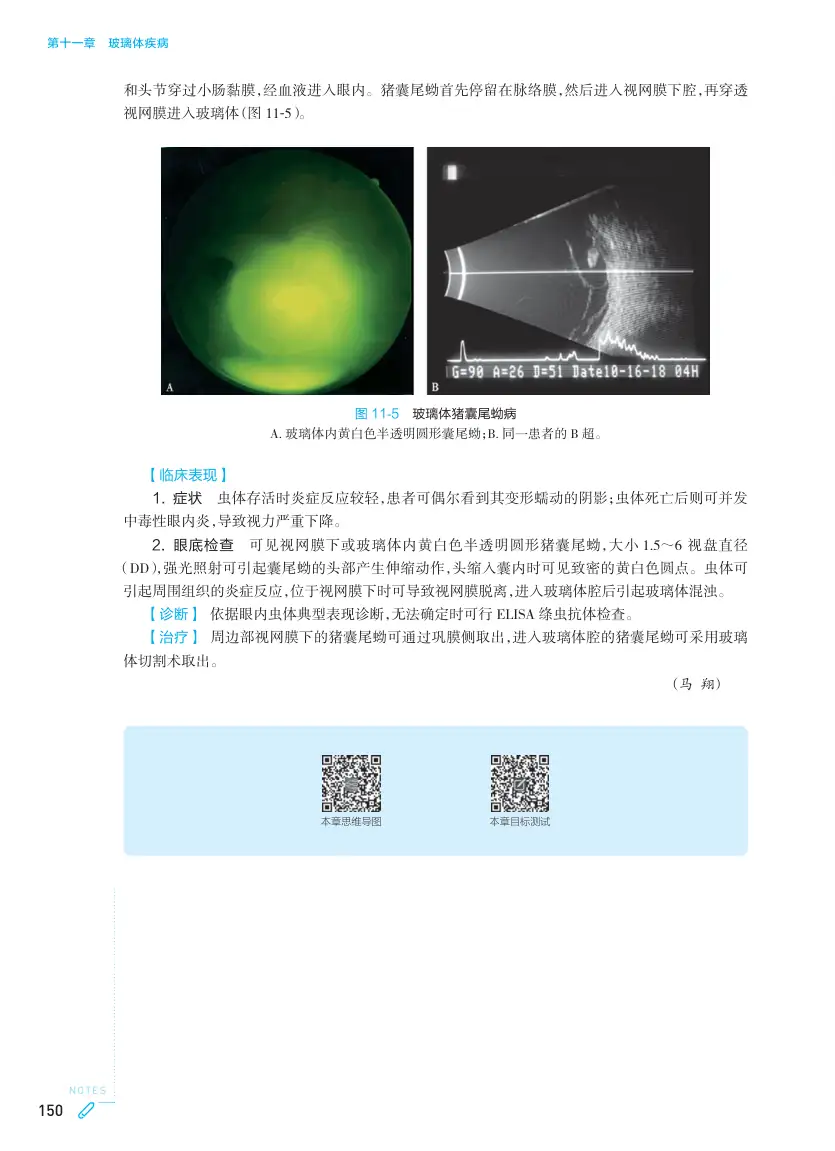 第十一章 玻璃体疾病
和头节穿过小肠黏膜,经血液进入眼内。猪囊尾蚴首先停留在脉络膜,然后进入视网膜下腔,再穿透
视网膜进入玻璃体(图 11-5)。
A
B
G=90 A=26 D=51 Date10-16-18 04H
图 11-5 玻璃体猪囊尾蚴病
A. 玻璃体内黄白色半透明圆形囊尾蚴;B. 同一患者的 B 超。
【临床表现】
1. 症状 虫体存活时炎症反应较轻,患者可偶尔看到其变形蠕动的阴影;虫体死亡后则可并发
中毒性眼内炎,导致视力严重下降。
2. 眼底检查 可见视网膜下或玻璃体内黄白色半透明圆形猪囊尾蚴,大小 1.5～6 视盘直径
(DD),强光照射可引起囊尾蚴的头部产生伸缩动作,头缩入囊内时可见致密的黄白色圆点。虫体可
引起周围组织的炎症反应,位于视网膜下时可导致视网膜脱离,进入玻璃体腔后引起玻璃体混浊。
【诊断】 依据眼内虫体典型表现诊断,无法确定时可行 ELISA 绦虫抗体检查。
【治疗】 周边部视网膜下的猪囊尾蚴可通过巩膜侧取出,进入玻璃体腔的猪囊尾蚴可采用玻璃
体切割术取出。
(马 翔)
本章思维导图
本章目标测试
NOTES
150